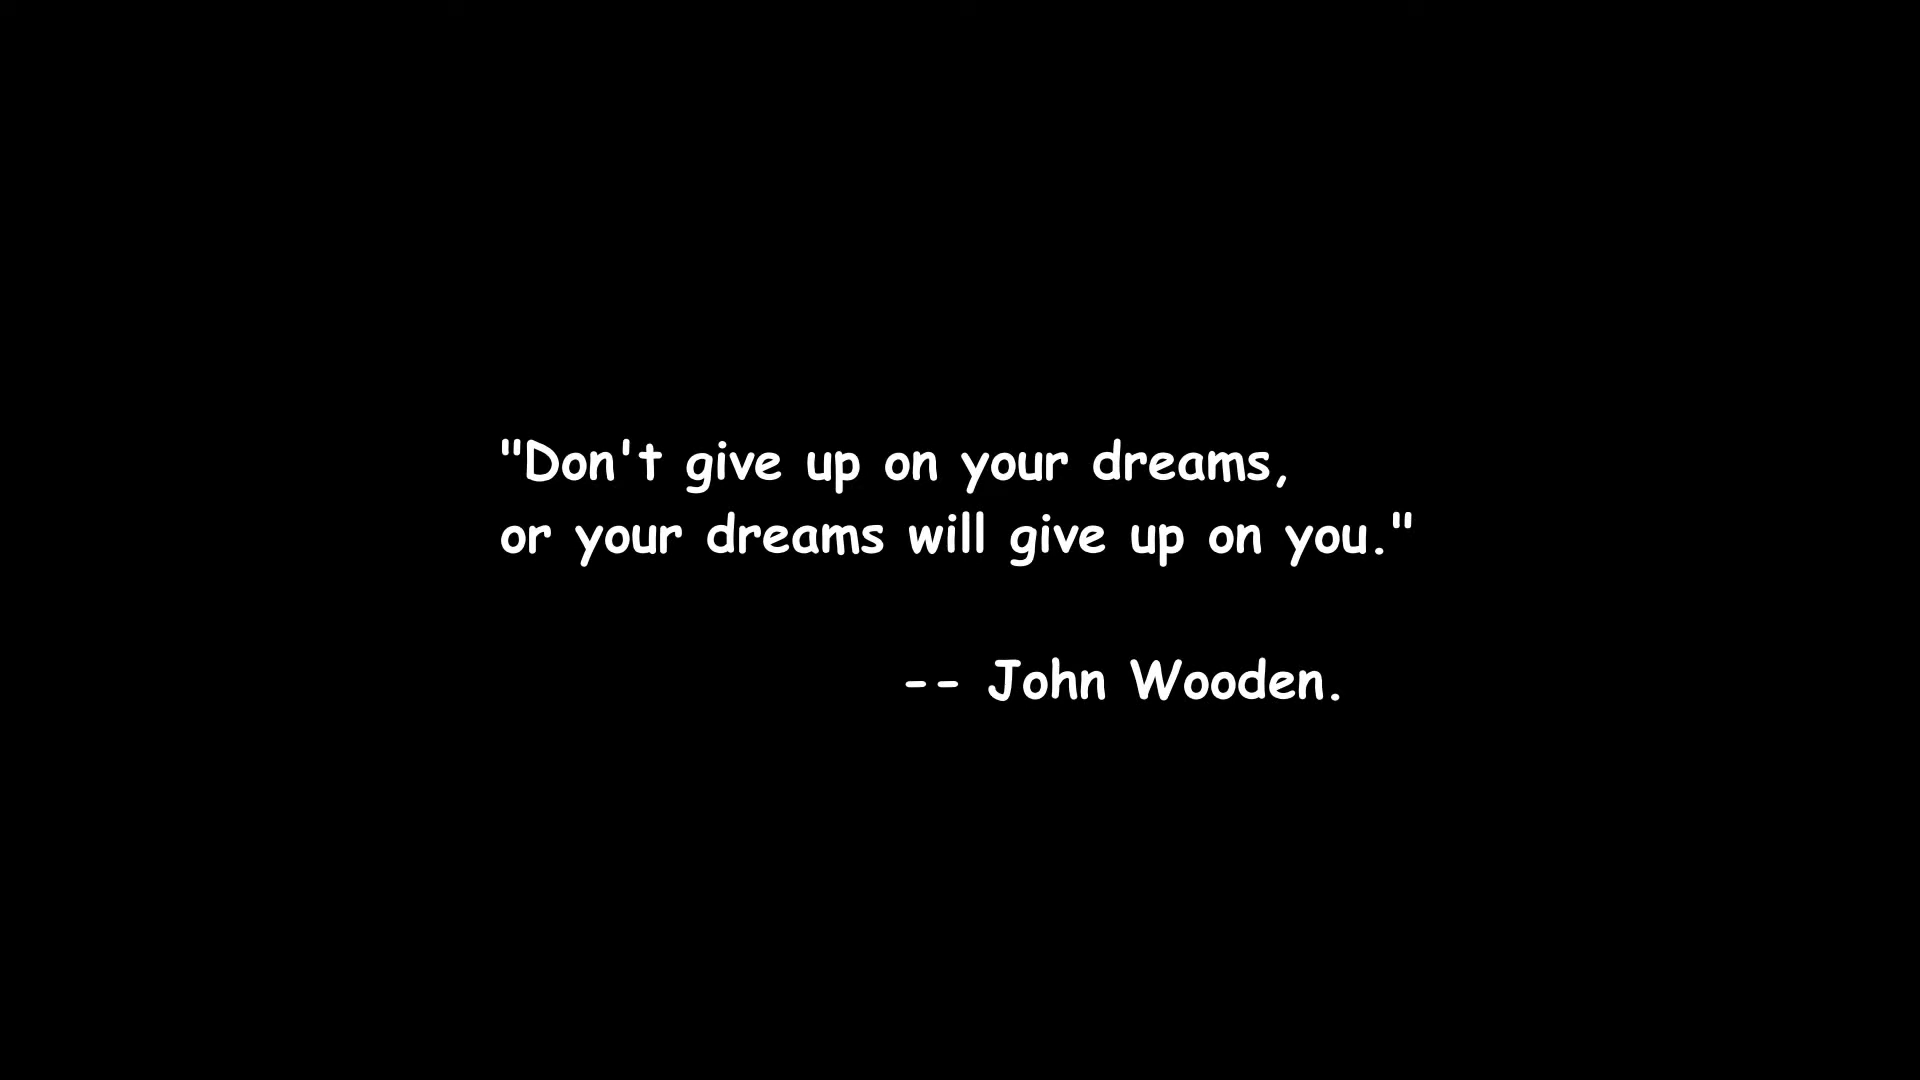 "Don't give up on your dreams,
or your dreams will give up on you."
-- John Wooden.